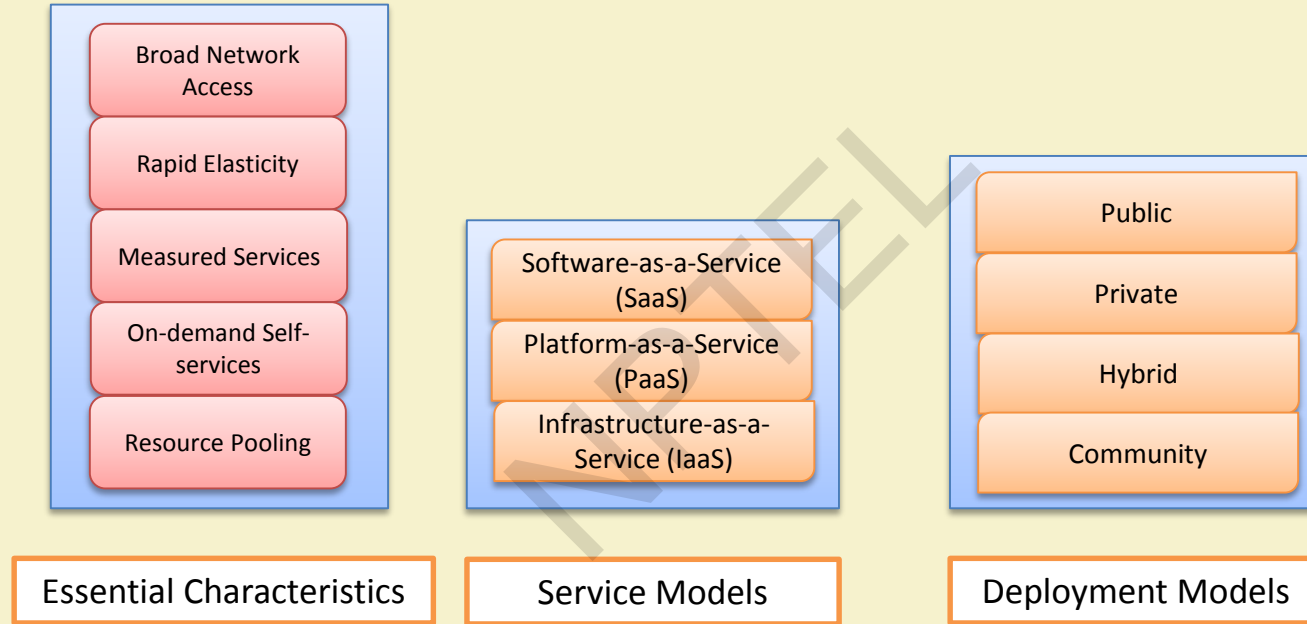 Broad Network
Access
Rapid Elasticity
Measured Services
On-demand Self-
services
Resource Pooling
Essential Characteristics
Software-as-a-Service
(SaaS)
Platform-as-a-Service
(PaaS)
Infrastructure-as-a-
Service (IaaS)
Service Models
Public
Private
Hybrid
Community
Deployment Models
NPTEL